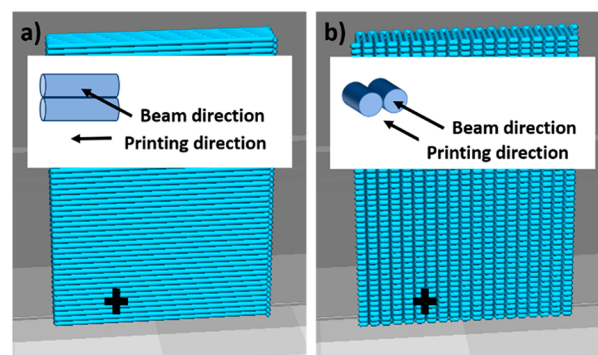 a)
Beam direction
Printing direction
b)
Beam direction
Printing direction